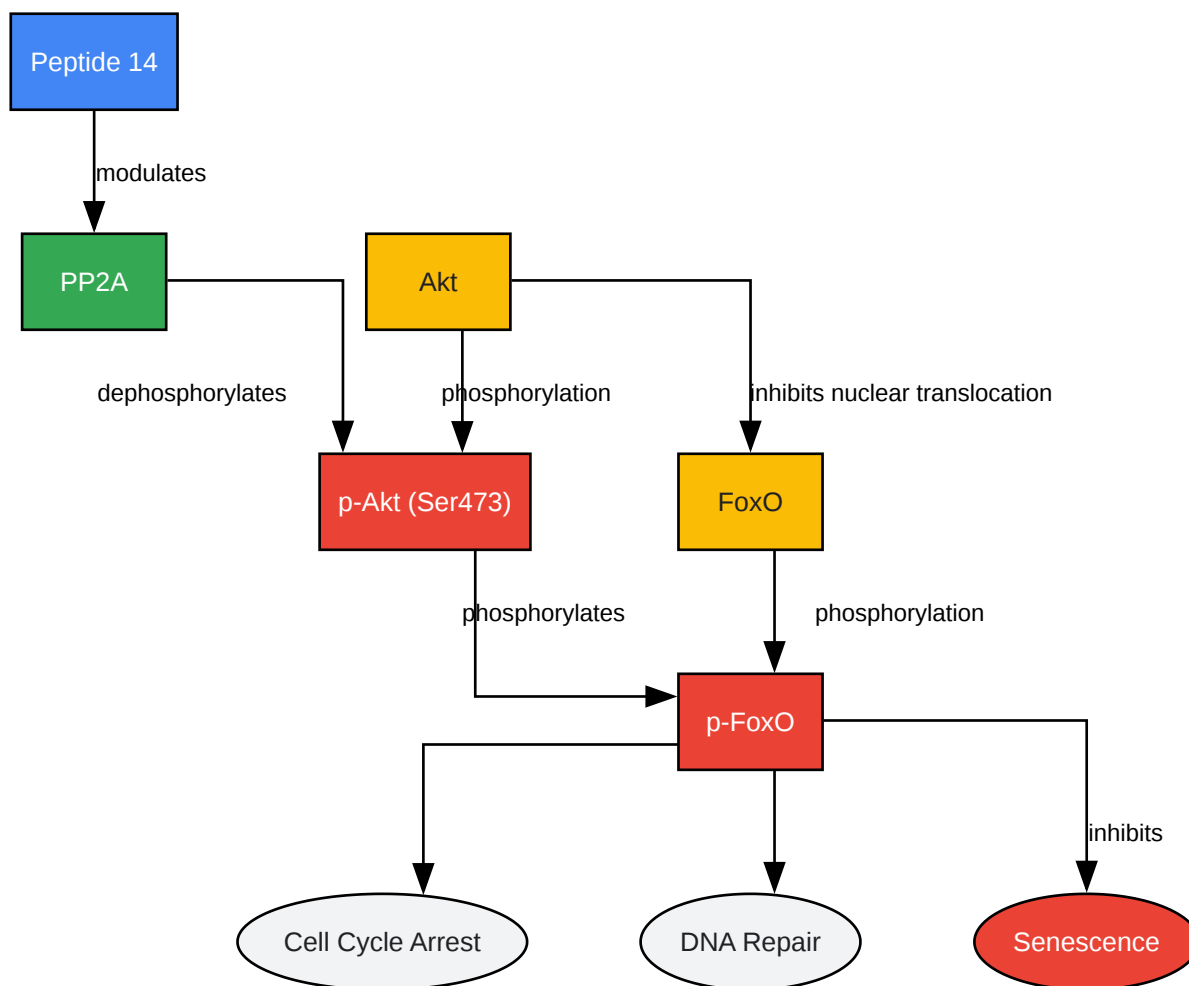 Peptide 14
modulates
PP2A
Akt
dephosphorylates
phosphorylation
inhibits nuclear translocation
p-Akt (Ser473)
FoxO
phosphorylates
phosphorylation
p-FoxO
inhibits
Cell Cycle Arrest
DNA Repair
Senescence